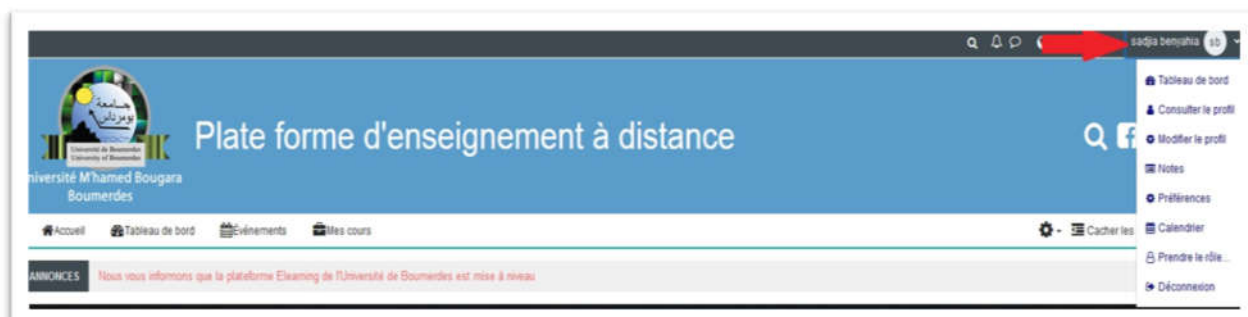 sadjia benyahia sb
Tableau de bord
Consulter le profil
Modifier le profil
Notes
Préférences
Calendrier
Prendre le rôle...
Déconnexion
جامعة
بومرداس
Université de Boumerdes
University of Boumerdes
niversité M'hamed Bougara
Boumerdes
Plate forme d'enseignement à distance
Accueil Tableau de bord Événements Mes cours Cacher les
ANNONCES Nous vous informons que la plateforme Elearning de l'Université de Boumerdes est mise à niveau